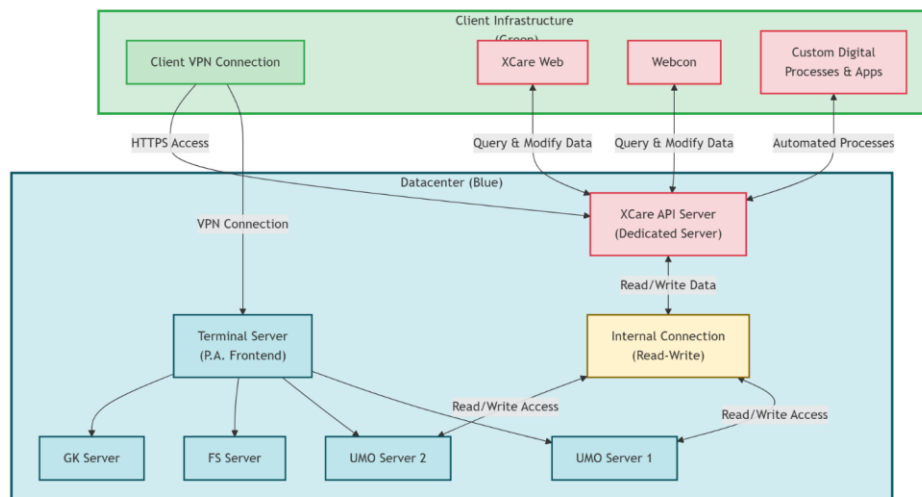 Client Infrastructure
(Green)
Client VPN Connection
XCare Web
Webcon
Custom Digital
Processes & Apps
HTTPS Access
Query & Modify Data
Query & Modify Data
Automated Processes
Datacenter (Blue)
XCare API Server
(Dedicated Server)
VPN Connection
Read/Write Data
Terminal Server
(P.A. Frontend)
Internal Connection
(Read-Write)
Read/Write Access
Read/Write Access
GK Server
FS Server
UMO Server 2
UMO Server 1